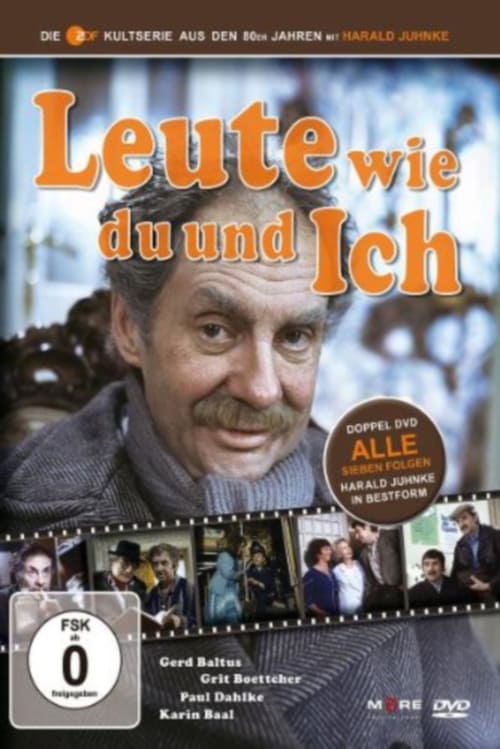 DIE ZDF KULTSERIE AUS DEN 80ER JAHREN MIT HARALD JUHNKE
Leute wie
du und Ich
DOPPEL DVD
ALLE
SIEBEN FOLGEN
HARALD JUHNKE
IN BESTFORM
FSK
ab
0
freigegeben
Gerd Baltus
Grit Boettcher
Paul Dahlke
Karin Baal
MORE
DVD